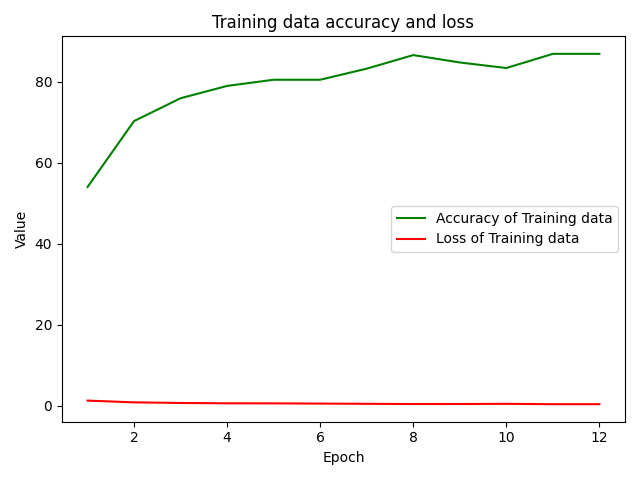 Training data accuracy and loss
Value
80
60
40
20
0
Accuracy of Training data
Loss of Training data
2 4 6 8 10 12
Epoch